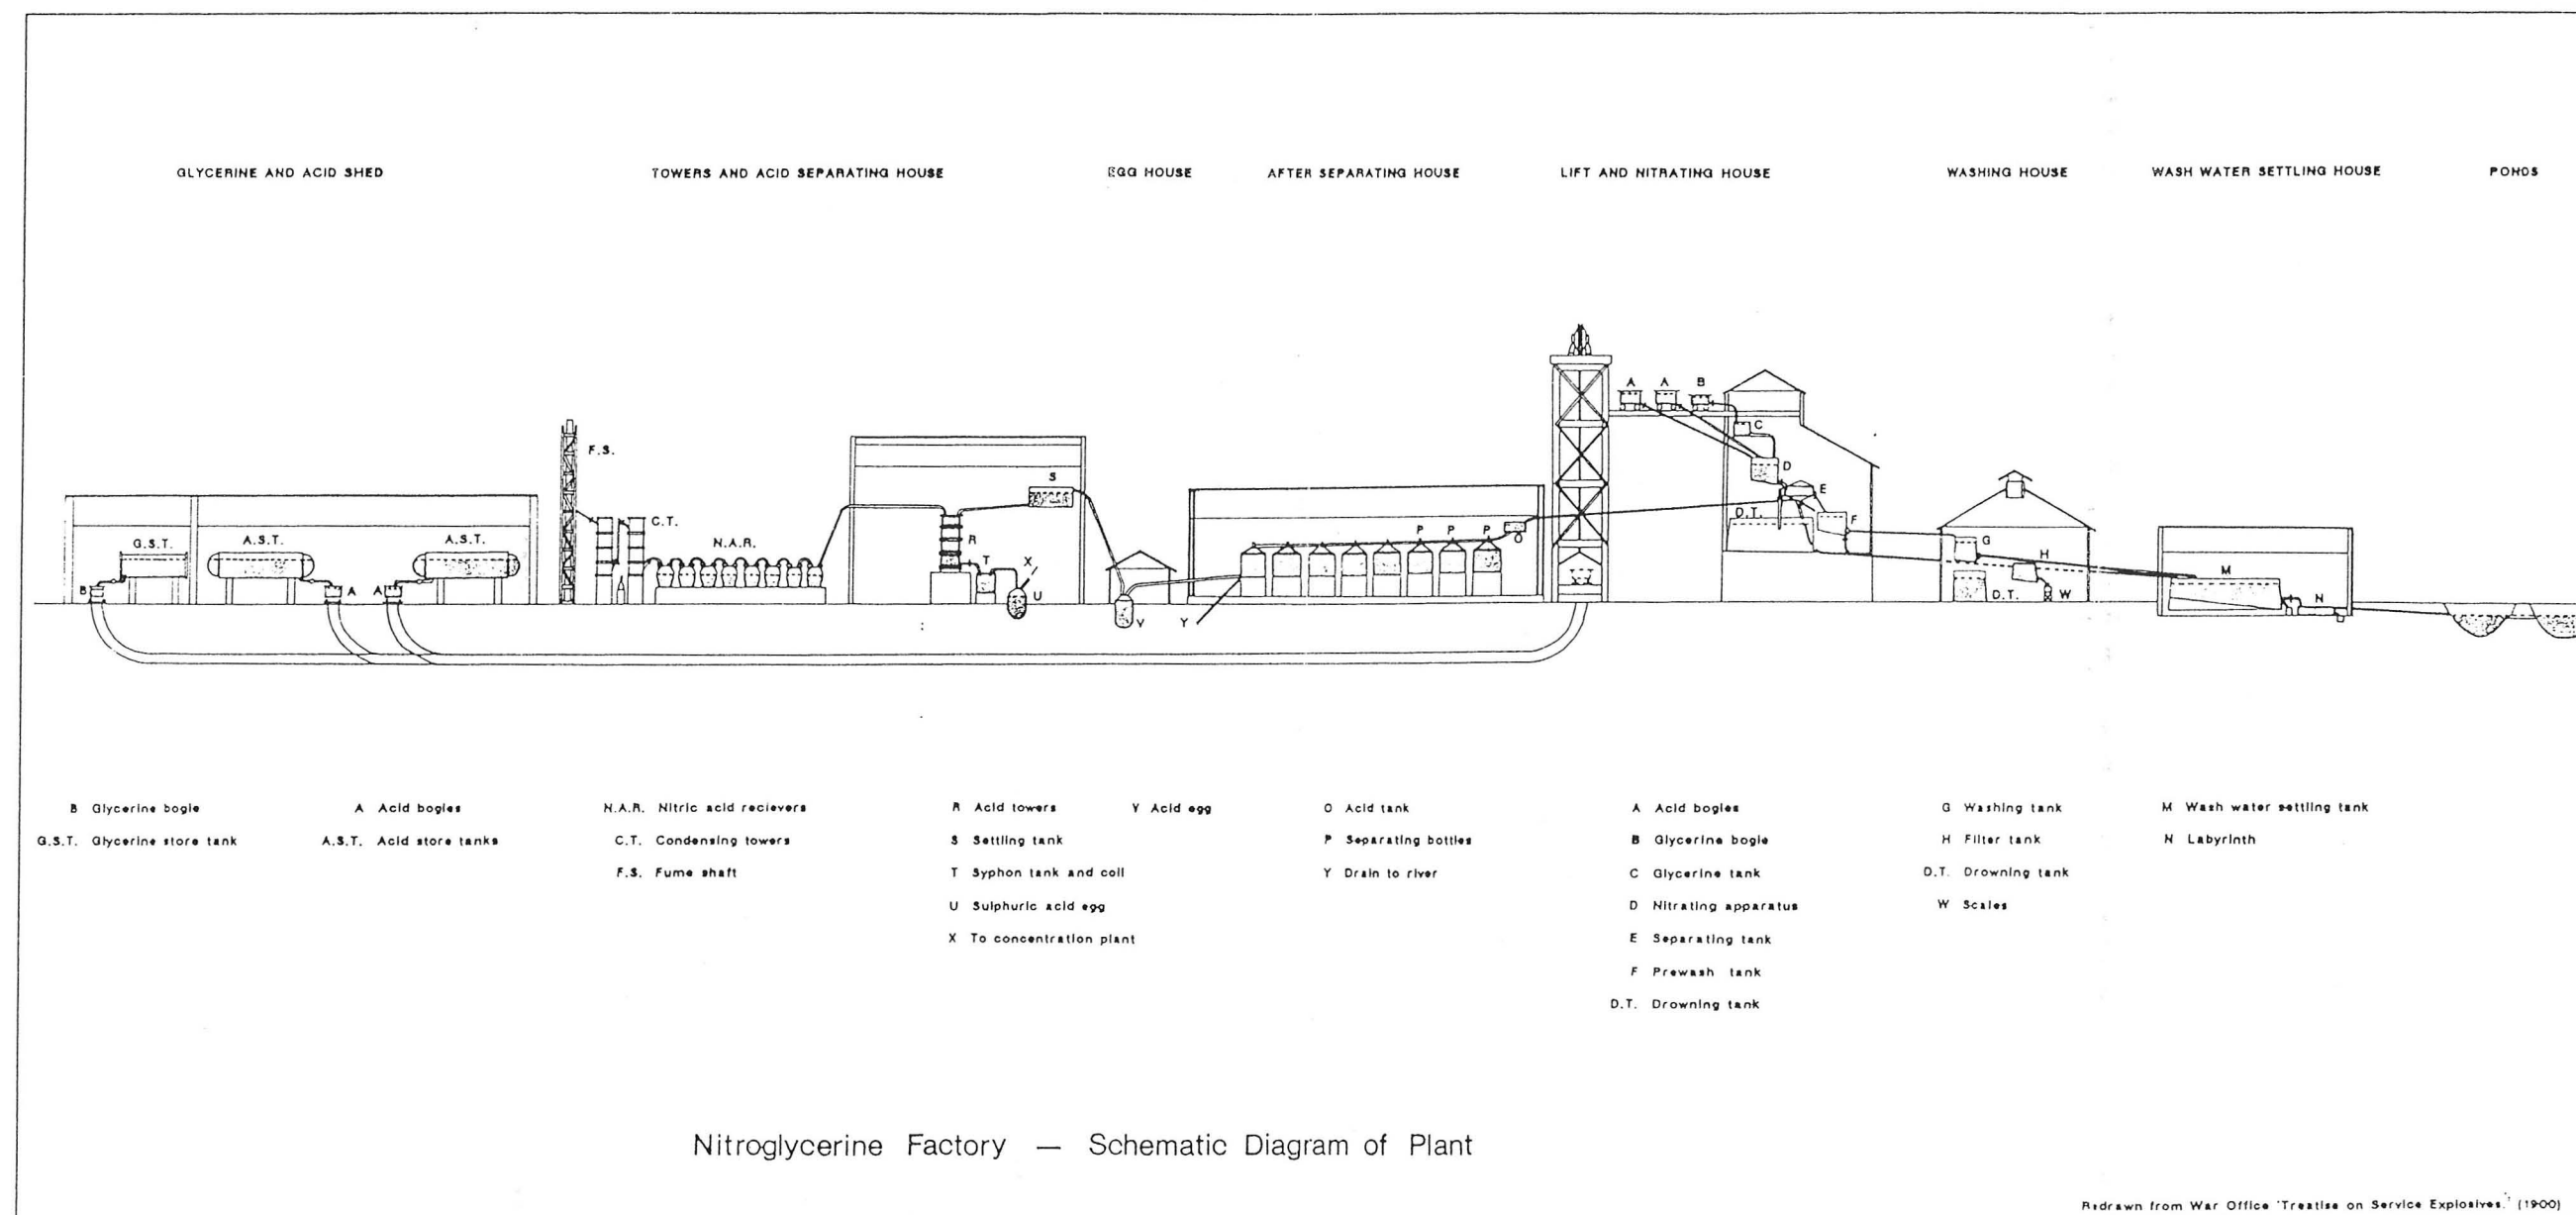 GLYCERINE AND ACID SHED
TOWERS AND ACID SEPARATING HOUSE
EGG HOUSE
AFTER SEPARATING HOUSE
LIFT AND NITRATING HOUSE
WASHING HOUSE
WASH WATER SETTLING HOUSE
PONDS
A A B
C
D
E
D.T.
F
F.S.
C.T.
N.A.R.
S
R
T
X
U
V
Y
P P P
O
G.S.T.
A.S.T.
A.S.T.
B
A
A
G
H
D.T.
W
M
N
B Glycerine bogie
G.S.T. Glycerine store tank
A Acid bogies
A.S.T. Acid store tanks
N.A.R. Nitric acid recievers
C.T. Condensing towers
F.S. Fume shaft
R Acid towers
S Settling tank
T Syphon tank and coil
U Sulphuric acid egg
X To concentration plant
V Acid egg
O Acid tank
P Separating bottles
Y Drain to river
A Acid bogies
B Glycerine bogie
C Glycerine tank
D Nitrating apparatus
E Separating tank
F Prewash tank
D.T. Drowning tank
G Washing tank
H Filter tank
D.T. Drowning tank
W Scales
M Wash water settling tank
N Labyrinth
Nitroglycerine Factory — Schematic Diagram of Plant
Redrawn from War Office 'Treatise on Service Explosives.' (1900)